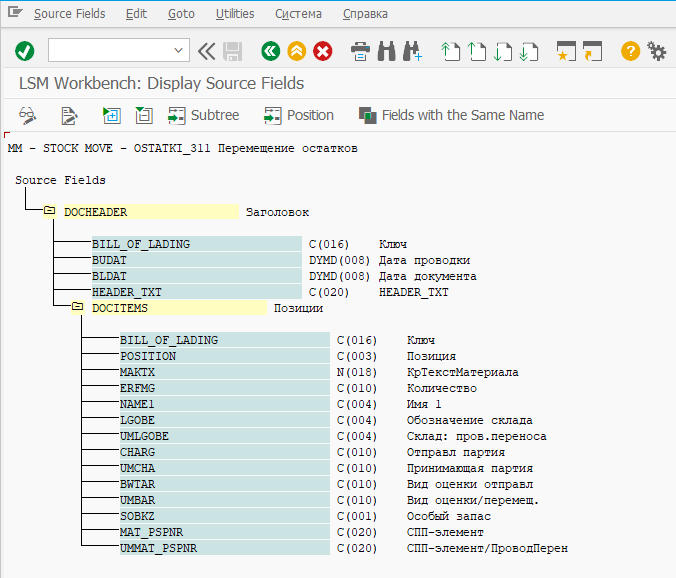 Source Fields Edit Goto Utilities Система Справка
LSM Workbench: Display Source Fields
Subtree Position Fields with the Same Name
MM - STOCK MOVE - OSTATKI_311 Перемещение остатков
Source Fields
DOCHEADER Заголовок
BILL_OF_LADING C(016) Ключ
BUDAT DYMD(008) Дата проводки
BLDAT DYMD(008) Дата документа
HEADER_TXT C(020) HEADER_TXT
DOCITEMS Позиции
BILL_OF_LADING C(016) Ключ
POSITION C(003) Позиция
MAKTX N(018) КрТекстМатериала
ERFMG C(010) Количество
NAME1 C(004) Имя 1
LGOBE C(004) Обозначение склада
UMLGOBE C(004) Склад: пров.переноса
CHARG C(010) Отправл партия
UMCHA C(010) Принимающая партия
BWTAR C(010) Вид оценки отправл
UMBAR C(010) Вид оценки/перемещ.
SOBKZ C(001) Особый запас
MAT_PSPNR C(020) СПП-элемент
UMMAT_PSPNR C(020) СПП-элемент/ПроводПерен